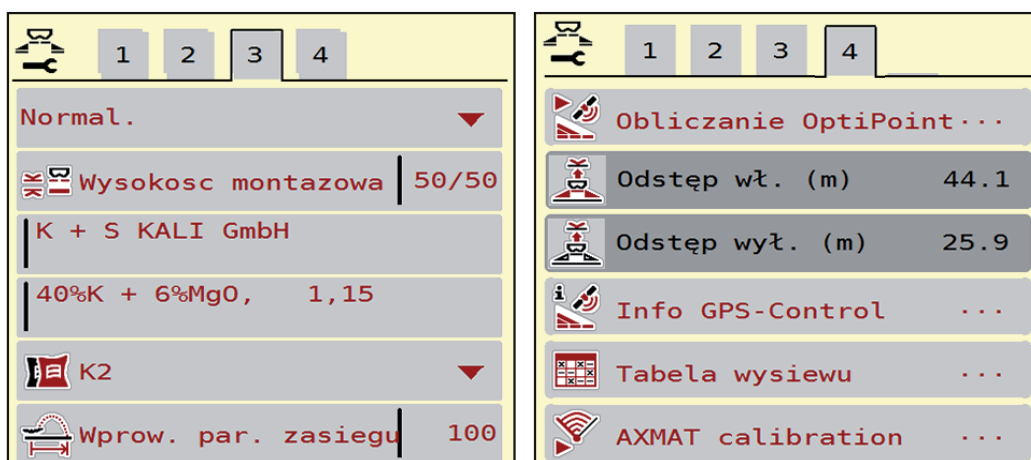 1 2 3 4
Normal.
Wysokosc montazowa 50/50
K + S KALI GmbH
40%K + 6%MgO, 1,15
K2
Wprow. par. zasiegu 100
1 2 3 4
Obliczanie OptiPoint...
Odstęp wł. (m) 44.1
Odstęp wył. (m) 25.9
Info GPS-Control ...
Tabela wysiewu ...
AXMAT calibration ...